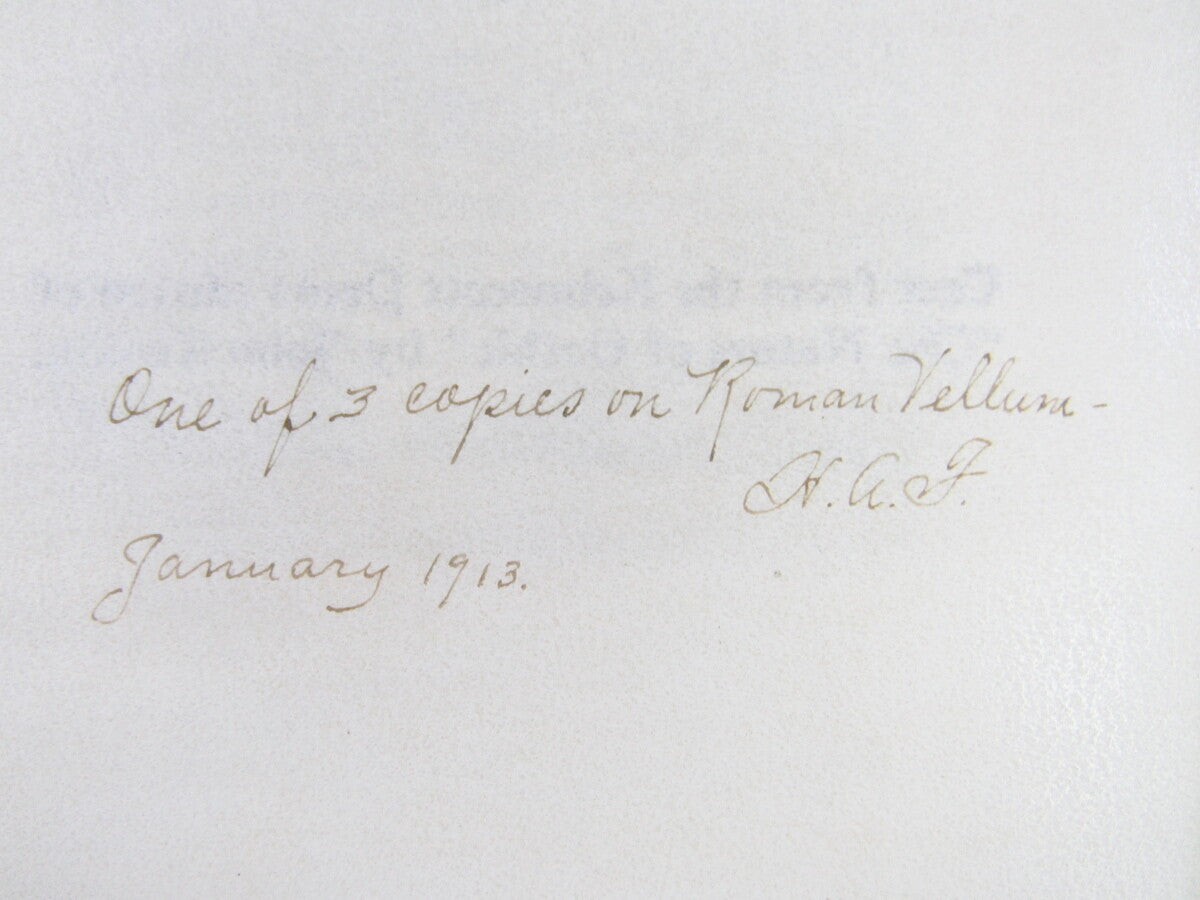 One of 3 copies on Roman Vellum -
H. A. F.
January 1913.